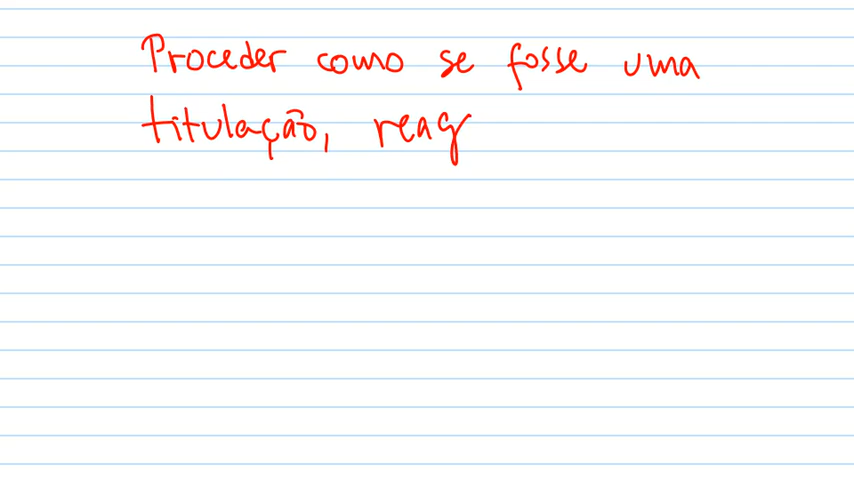 Proceder como se fosse uma
titulação, reag